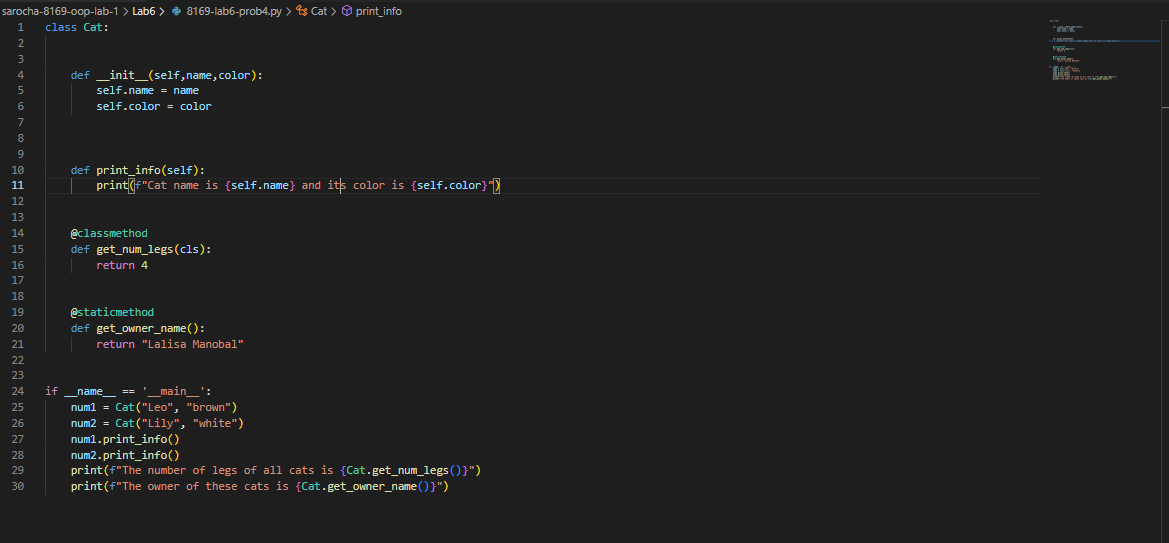 sarocha-8169-oop-lab-1 > Lab6 > 8169-lab6-prob4.py > Cat > print_info
1 class Cat:
2
3
4     def __init__(self,name,color):
5         self.name = name
6         self.color = color
7
8
9
10     def print_info(self):
11         print(f"Cat name is {self.name} and its color is {self.color}")
12
13
14     @classmethod
15     def get_num_legs(cls):
16         return 4
17
18
19     @staticmethod
20     def get_owner_name():
21         return "Lalisa Manobal"
22
23
24 if __name__ == '__main__':
25     num1 = Cat("Leo", "brown")
26     num2 = Cat("Lily", "white")
27     num1.print_info()
28     num2.print_info()
29     print(f"The number of legs of all cats is {Cat.get_num_legs()}")
30     print(f"The owner of these cats is {Cat.get_owner_name()}")